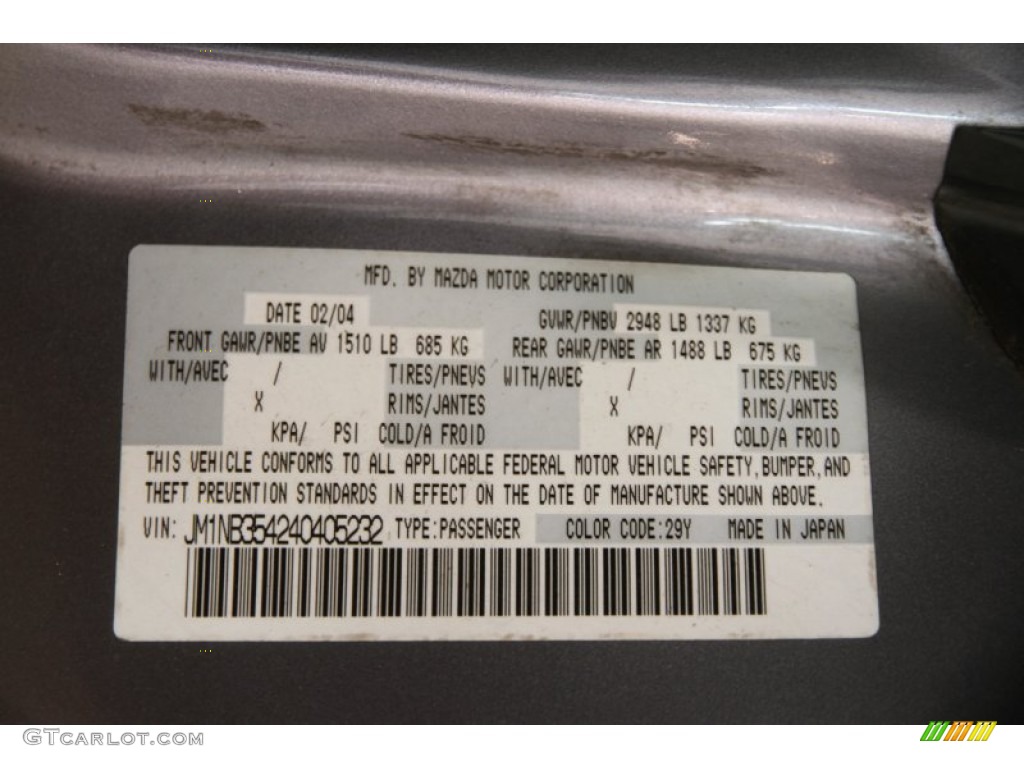 MFD. BY MAZDA MOTOR CORPORATION
DATE 02/04 GVWR/PNBV 2948 LB 1337 KG
FRONT GAWR/PNBE AV 1510 LB 685 KG REAR GAWR/PNBE AR 1488 LB 675 KG
WITH/AVEC / TIRES/PNEVS WITH/AVEC / TIRES/PNEVS
X RIMS/JANTES X RIMS/JANTES
KPA/ PSI COLD/A FROID KPA/ PSI COLD/A FROID
THIS VEHICLE CONFORMS TO ALL APPLICABLE FEDERAL MOTOR VEHICLE SAFETY, BUMPER, AND
THEFT PREVENTION STANDARDS IN EFFECT ON THE DATE OF MANUFACTURE SHOWN ABOVE.
VIN: JM1NB354240405232 TYPE:PASSENGER COLOR CODE:29Y MADE IN JAPAN
GTCARLOT.COM